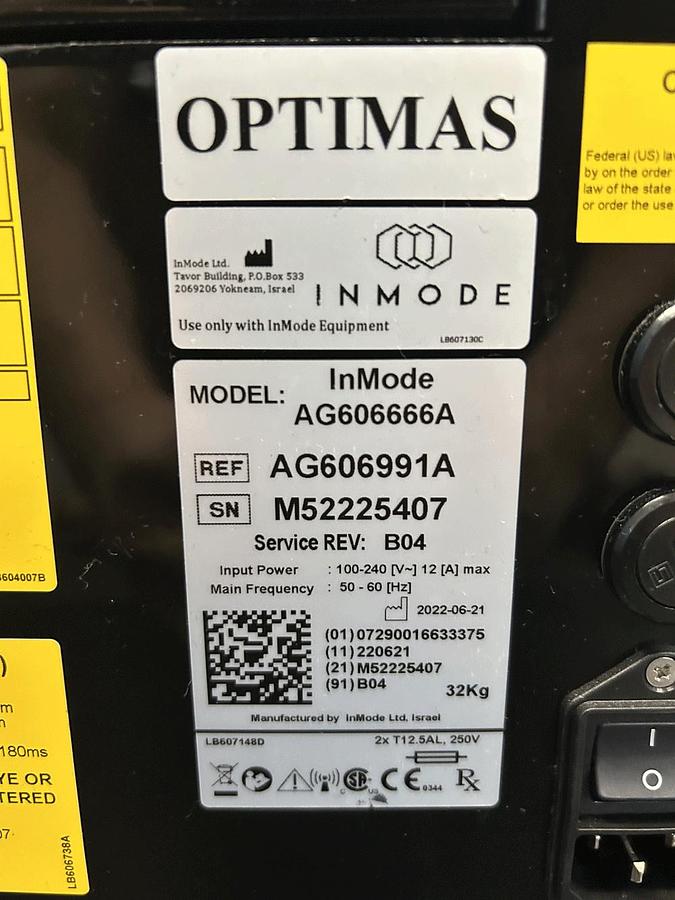 OPTIMAS
InMode Ltd.
Tavor Building, P.O.Box 533
2069206 Yokneam, Israel
INMODE
Use only with InMode Equipment
LB607130C
MODEL: InMode
AG606666A
REF AG606991A
SN M52225407
Service REV: B04
Input Power : 100-240 [V~] 12 [A] max
Main Frequency : 50 - 60 [Hz]
2022-06-21
(01)07290016633375
(11)220621
(21)M52225407
(91)B04
32Kg
Manufactured by InMode Ltd, Israel
LB607148D
2x T12.5AL, 250V
CE 0344 Rx
Federal (US) la
by on the order
law of the state
or order the use
604007B
180ms
YE OR
TERED
LB606738A